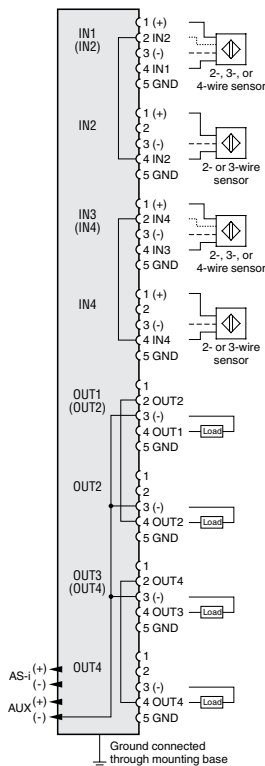 IN1
(IN2)
1 (+)
2 IN2
3 (-)
4 IN1
5 GND
2-, 3-, or
4-wire sensor
IN2
1 (+)
2
3 (-)
4 IN2
5 GND
2- or 3-wire
sensor
IN3
(IN4)
1 (+)
2 IN4
3 (-)
4 IN3
5 GND
2-, 3-, or
4-wire sensor
IN4
1 (+)
2
3 (-)
4 IN4
5 GND
2- or 3-wire
sensor
OUT1
(OUT2)
1
2 OUT2
3 (-)
4 OUT1
5 GND
Load
OUT2
1
2
3 (-)
4 OUT2
5 GND
Load
OUT3
(OUT4)
1
2 OUT4
3 (-)
4 OUT3
5 GND
Load
OUT4
1
2
3 (-)
4 OUT4
5 GND
Load
AS-i (+)
(-)
AUX (+)
(-)
Ground connected
through mounting base